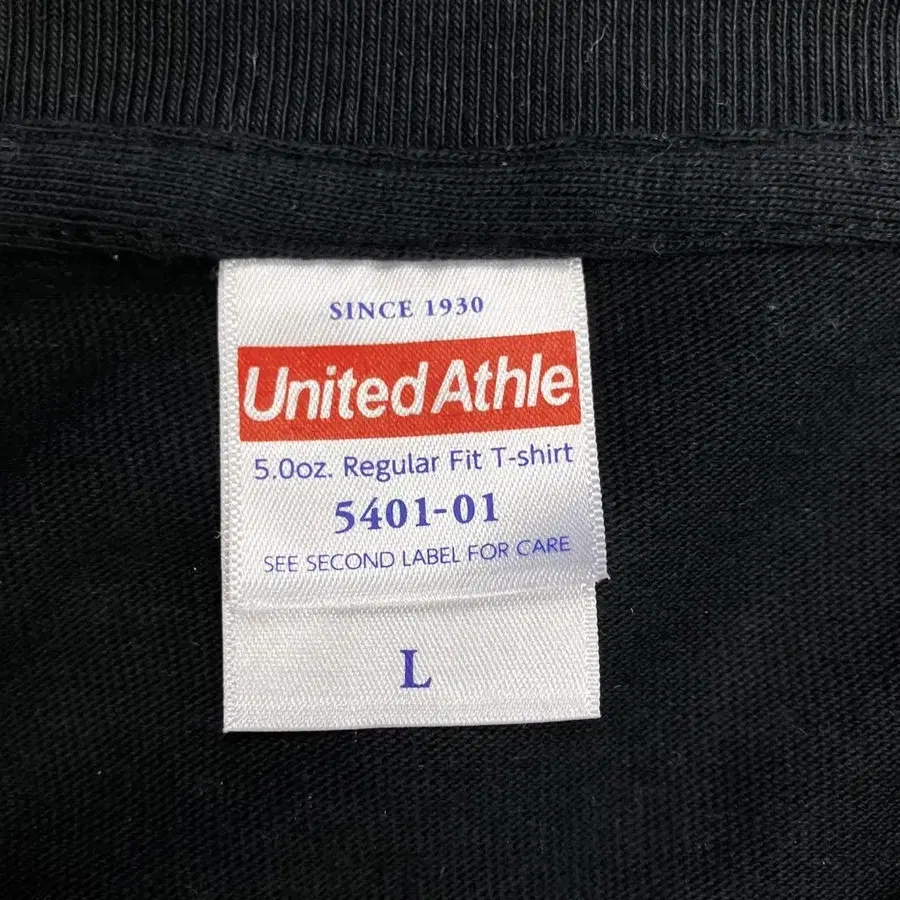 SINCE 1930
United Athle
5.0oz. Regular Fit T-shirt
5401-01
SEE SECOND LABEL FOR CARE
L